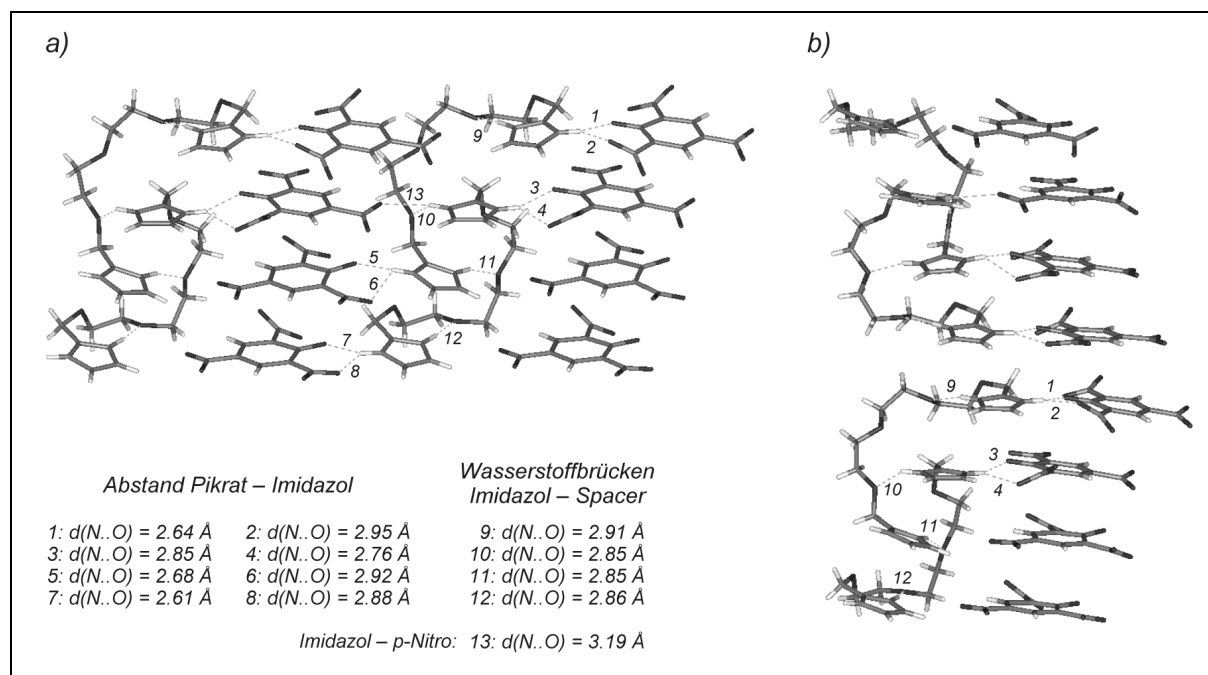 a)
b)
1
2
9
13
10
3
4
5
6
11
7
8
12
9
1
2
3
4
10
11
12
Abstand Pikrat – Imidazol
1: d(N..O) = 2.64 Å 2: d(N..O) = 2.95 Å
3: d(N..O) = 2.85 Å 4: d(N..O) = 2.76 Å
5: d(N..O) = 2.68 Å 6: d(N..O) = 2.92 Å
7: d(N..O) = 2.61 Å 8: d(N..O) = 2.88 Å
Wasserstoffbrücken
Imidazol – Spacer
9: d(N..O) = 2.91 Å
10: d(N..O) = 2.85 Å
11: d(N..O) = 2.85 Å
12: d(N..O) = 2.86 Å
Imidazol – p-Nitro: 13: d(N..O) = 3.19 Å